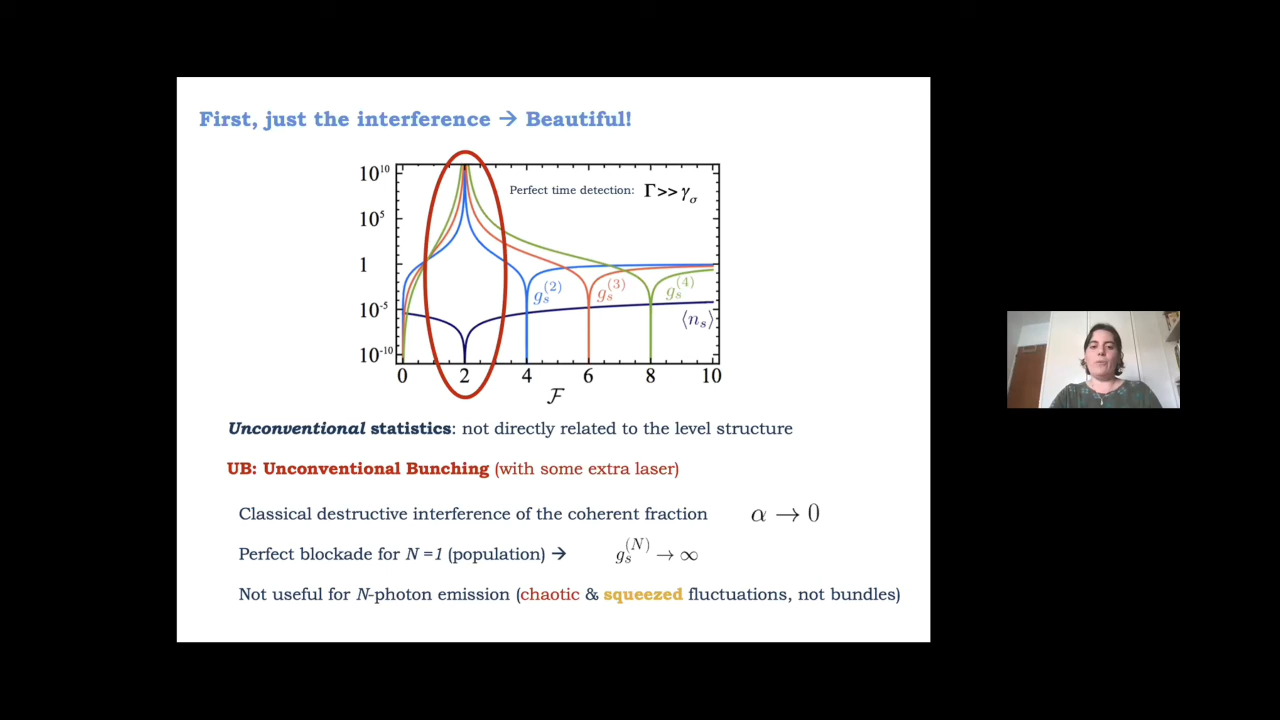 First, just the interference → Beautiful!
10^10
10^5
1
10^-5
10^-10
Perfect time detection: Γ>> γ_σ
g_s^(2) g_s^(3) g_s^(4)
⟨n_s⟩
0 2 4 6 8 10
ℱ
Unconventional statistics: not directly related to the level structure
UB: Unconventional Bunching (with some extra laser)
Classical destructive interference of the coherent fraction α → 0
Perfect blockade for N =1 (population) → g_s^(N) → ∞
Not useful for N-photon emission (chaotic & squeezed fluctuations, not bundles)